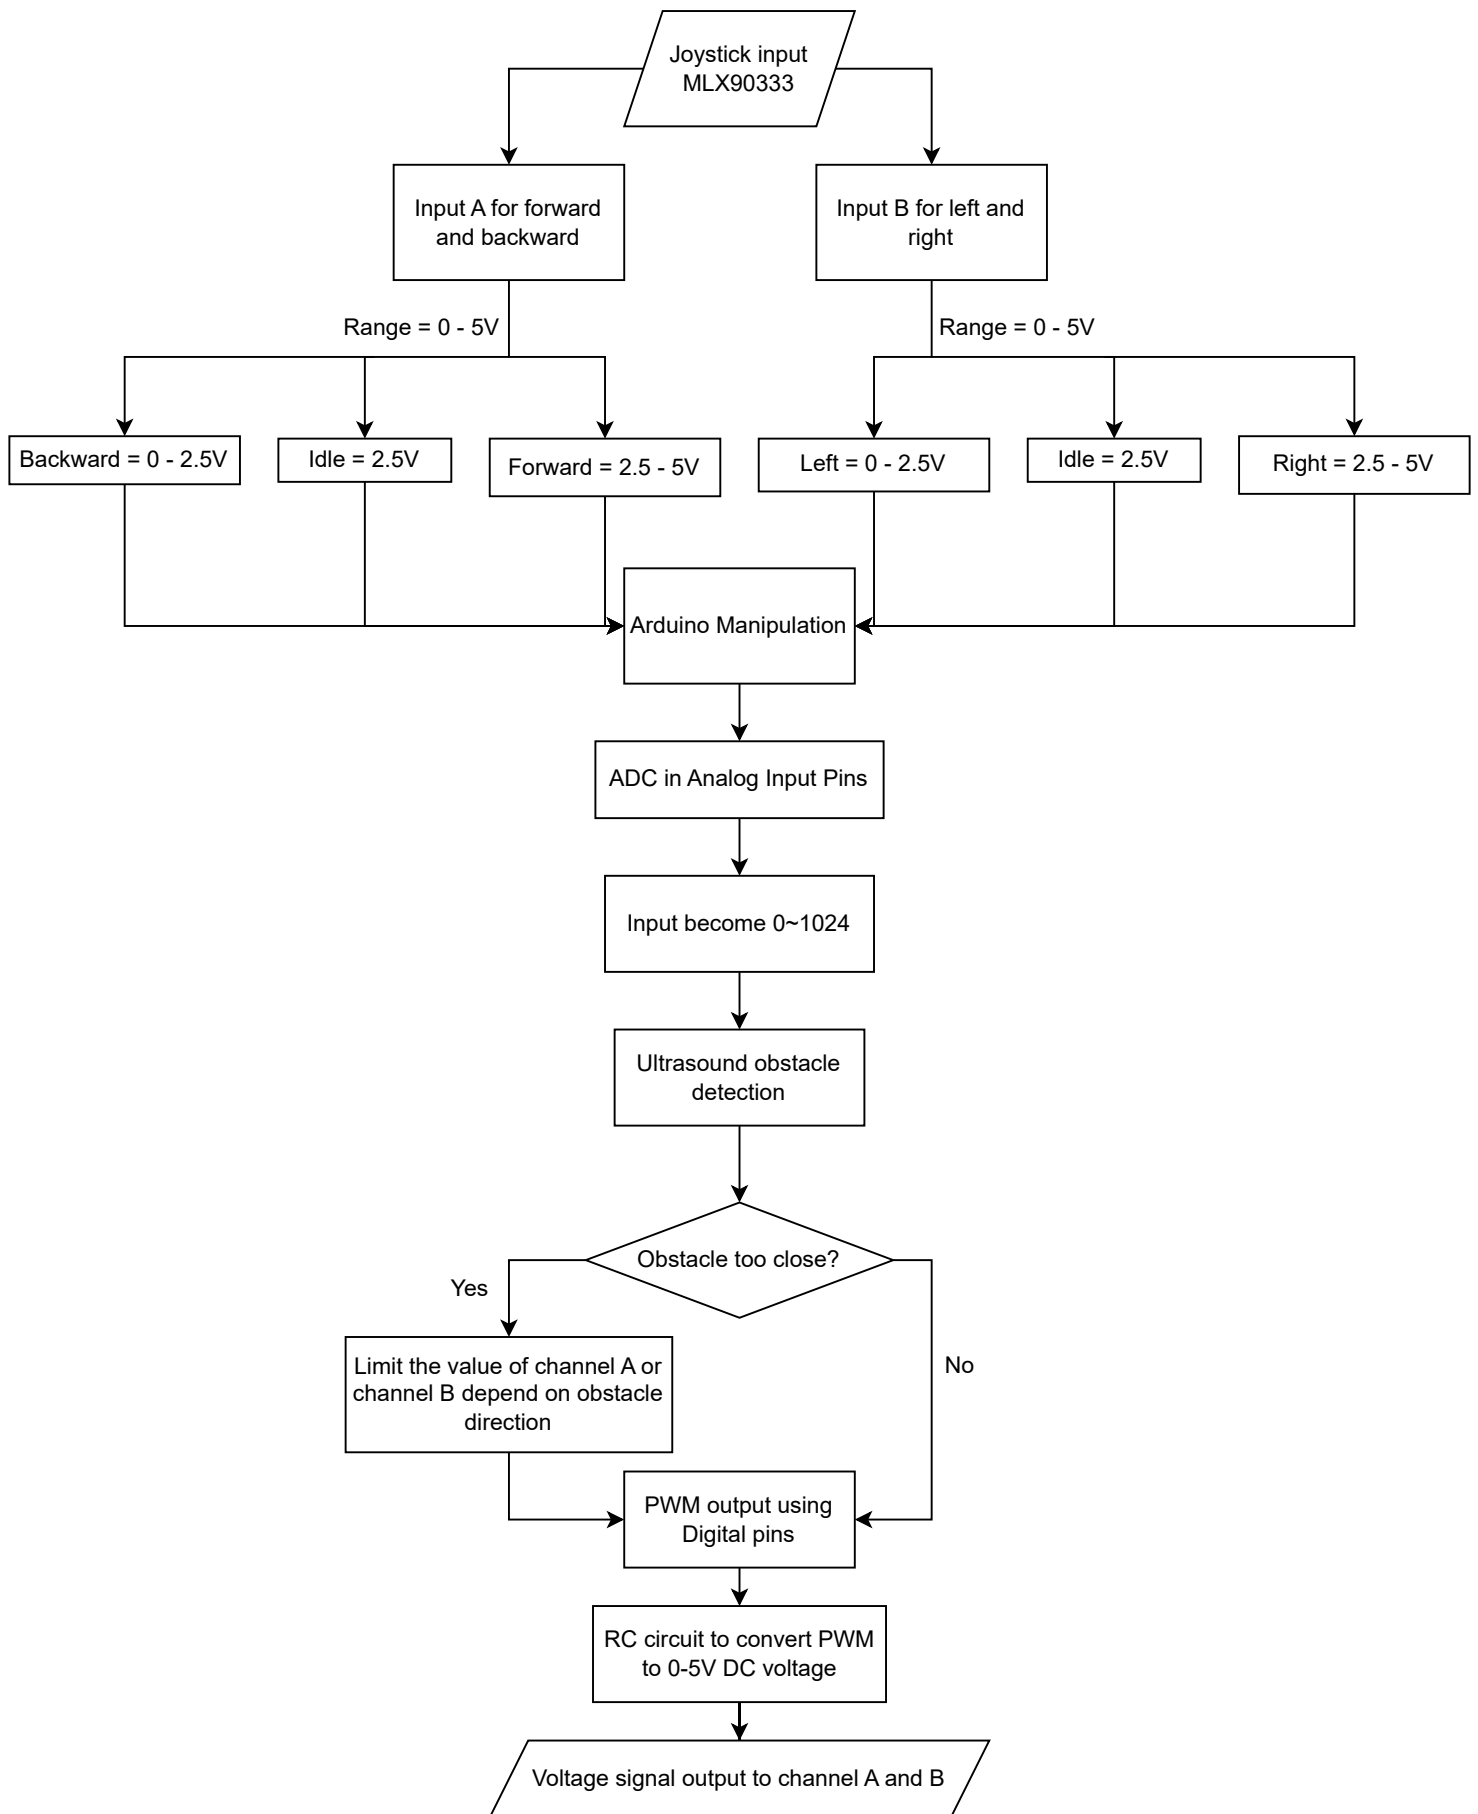 Joystick input
MLX90333
Input A for forward
and backward
Input B for left and
right
Range = 0 - 5V
Range = 0 - 5V
Backward = 0 - 2.5V
Idle = 2.5V
Forward = 2.5 - 5V
Left = 0 - 2.5V
Idle = 2.5V
Right = 2.5 - 5V
Arduino Manipulation
ADC in Analog Input Pins
Input become 0~1024
Ultrasound obstacle
detection
Obstacle too close?
Yes
No
Limit the value of channel A or
channel B depend on obstacle
direction
PWM output using
Digital pins
RC circuit to convert PWM
to 0-5V DC voltage
Voltage signal output to channel A and B